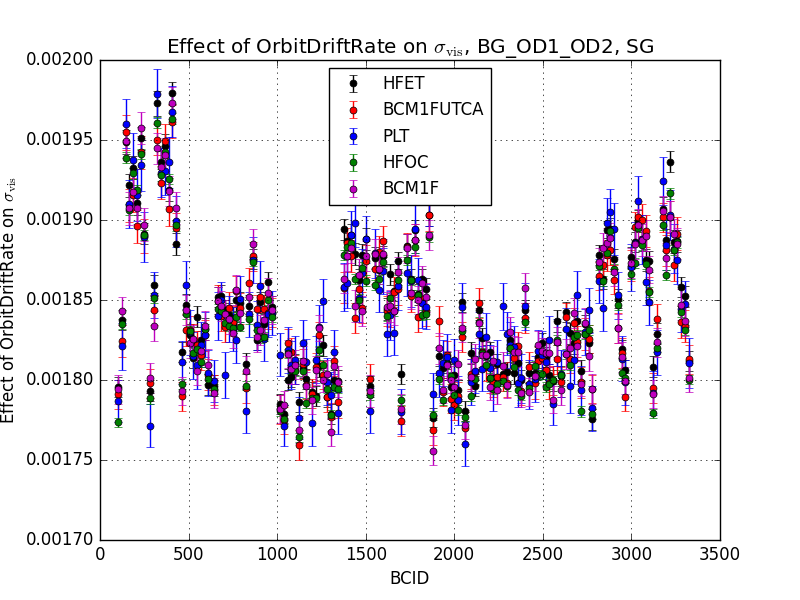 Effect of OrbitDriftRate on σvis, BG_OD1_OD2, SG
Effect of OrbitDriftRate on σvis
0.00200
0.00195
0.00190
0.00185
0.00180
0.00175
0.00170
HFET
BCM1FUTCA
PLT
HFOC
BCM1F
0 500 1000 1500 2000 2500 3000 3500
BCID